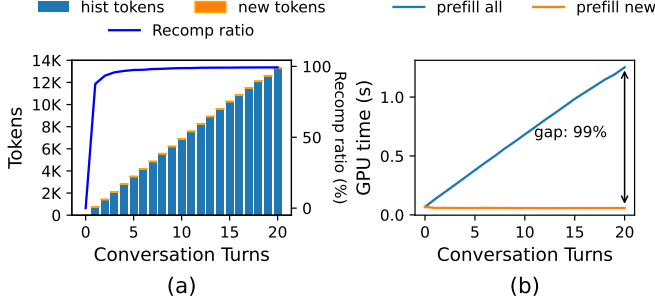 hist tokens
new tokens
Recomp ratio
14K
12K
10K
8K
6K
4K
2K
0
Tokens
100
50
0
Recomp ratio (%)
0
5
10
15
20
Conversation Turns
(a)
prefill all
prefill new
1.0
0.5
0.0
GPU time (s)
gap: 99%
0
5
10
15
20
Conversation Turns
(b)